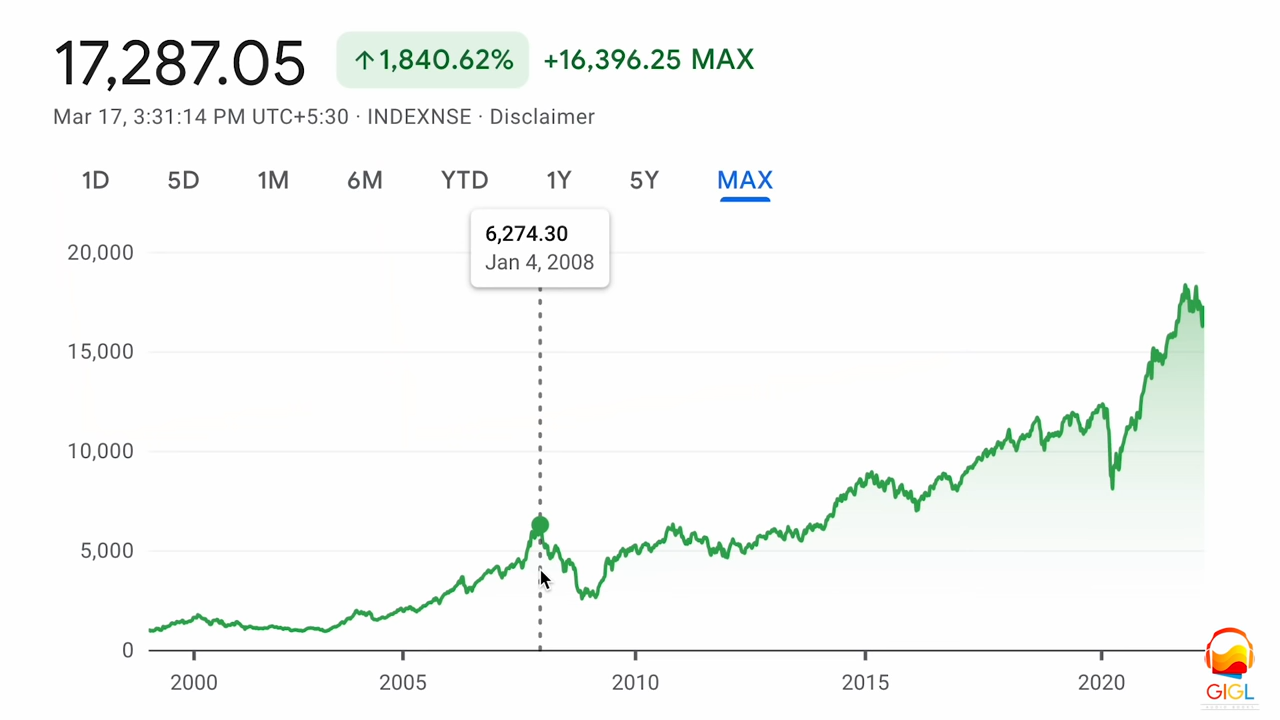 17,287.05 ↑1,840.62% +16,396.25 MAX
Mar 17, 3:31:14 PM UTC+5:30 · INDEXNSE · Disclaimer
1D 5D 1M 6M YTD 1Y 5Y MAX
6,274.30
Jan 4, 2008
20,000
15,000
10,000
5,000
0
2000 2005 2010 2015 2020
GIGL